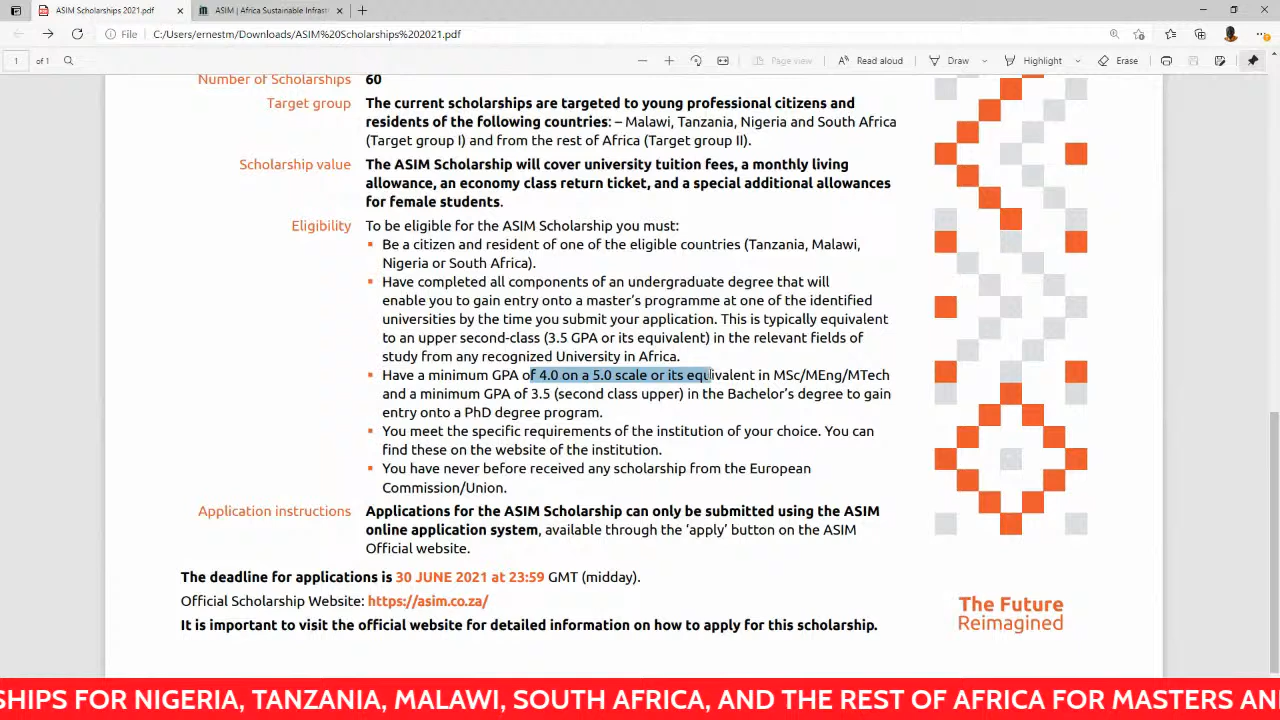 ASIM Scholarships 2021.pdf
ASIM | Africa Sustainable Infrast
File C:/Users/ernestm/Downloads/ASIM%20Scholarships%202021.pdf
1 of 1 Page view Read aloud Draw Highlight Erase
Number of Scholarships 60
Target group The current scholarships are targeted to young professional citizens and
residents of the following countries: – Malawi, Tanzania, Nigeria and South Africa
(Target group I) and from the rest of Africa (Target group II).
Scholarship value The ASIM Scholarship will cover university tuition fees, a monthly living
allowance, an economy class return ticket, and a special additional allowances
for female students.
Eligibility To be eligible for the ASIM Scholarship you must:
▪ Be a citizen and resident of one of the eligible countries (Tanzania, Malawi,
Nigeria or South Africa).
▪ Have completed all components of an undergraduate degree that will
enable you to gain entry onto a master’s programme at one of the identified
universities by the time you submit your application. This is typically equivalent
to an upper second-class (3.5 GPA or its equivalent) in the relevant fields of
study from any recognized University in Africa.
▪ Have a minimum GPA of 4.0 on a 5.0 scale or its equivalent in MSc/MEng/MTech
and a minimum GPA of 3.5 (second class upper) in the Bachelor’s degree to gain
entry onto a PhD degree program.
▪ You meet the specific requirements of the institution of your choice. You can
find these on the website of the institution.
▪ You have never before received any scholarship from the European
Commission/Union.
Application instructions Applications for the ASIM Scholarship can only be submitted using the ASIM
online application system, available through the ‘apply’ button on the ASIM
Official website.
The deadline for applications is 30 JUNE 2021 at 23:59 GMT (midday).
Official Scholarship Website: https://asim.co.za/
It is important to visit the official website for detailed information on how to apply for this scholarship.
The Future
Reimagined
SHIPS FOR NIGERIA, TANZANIA, MALAWI, SOUTH AFRICA, AND THE REST OF AFRICA FOR MASTERS AN